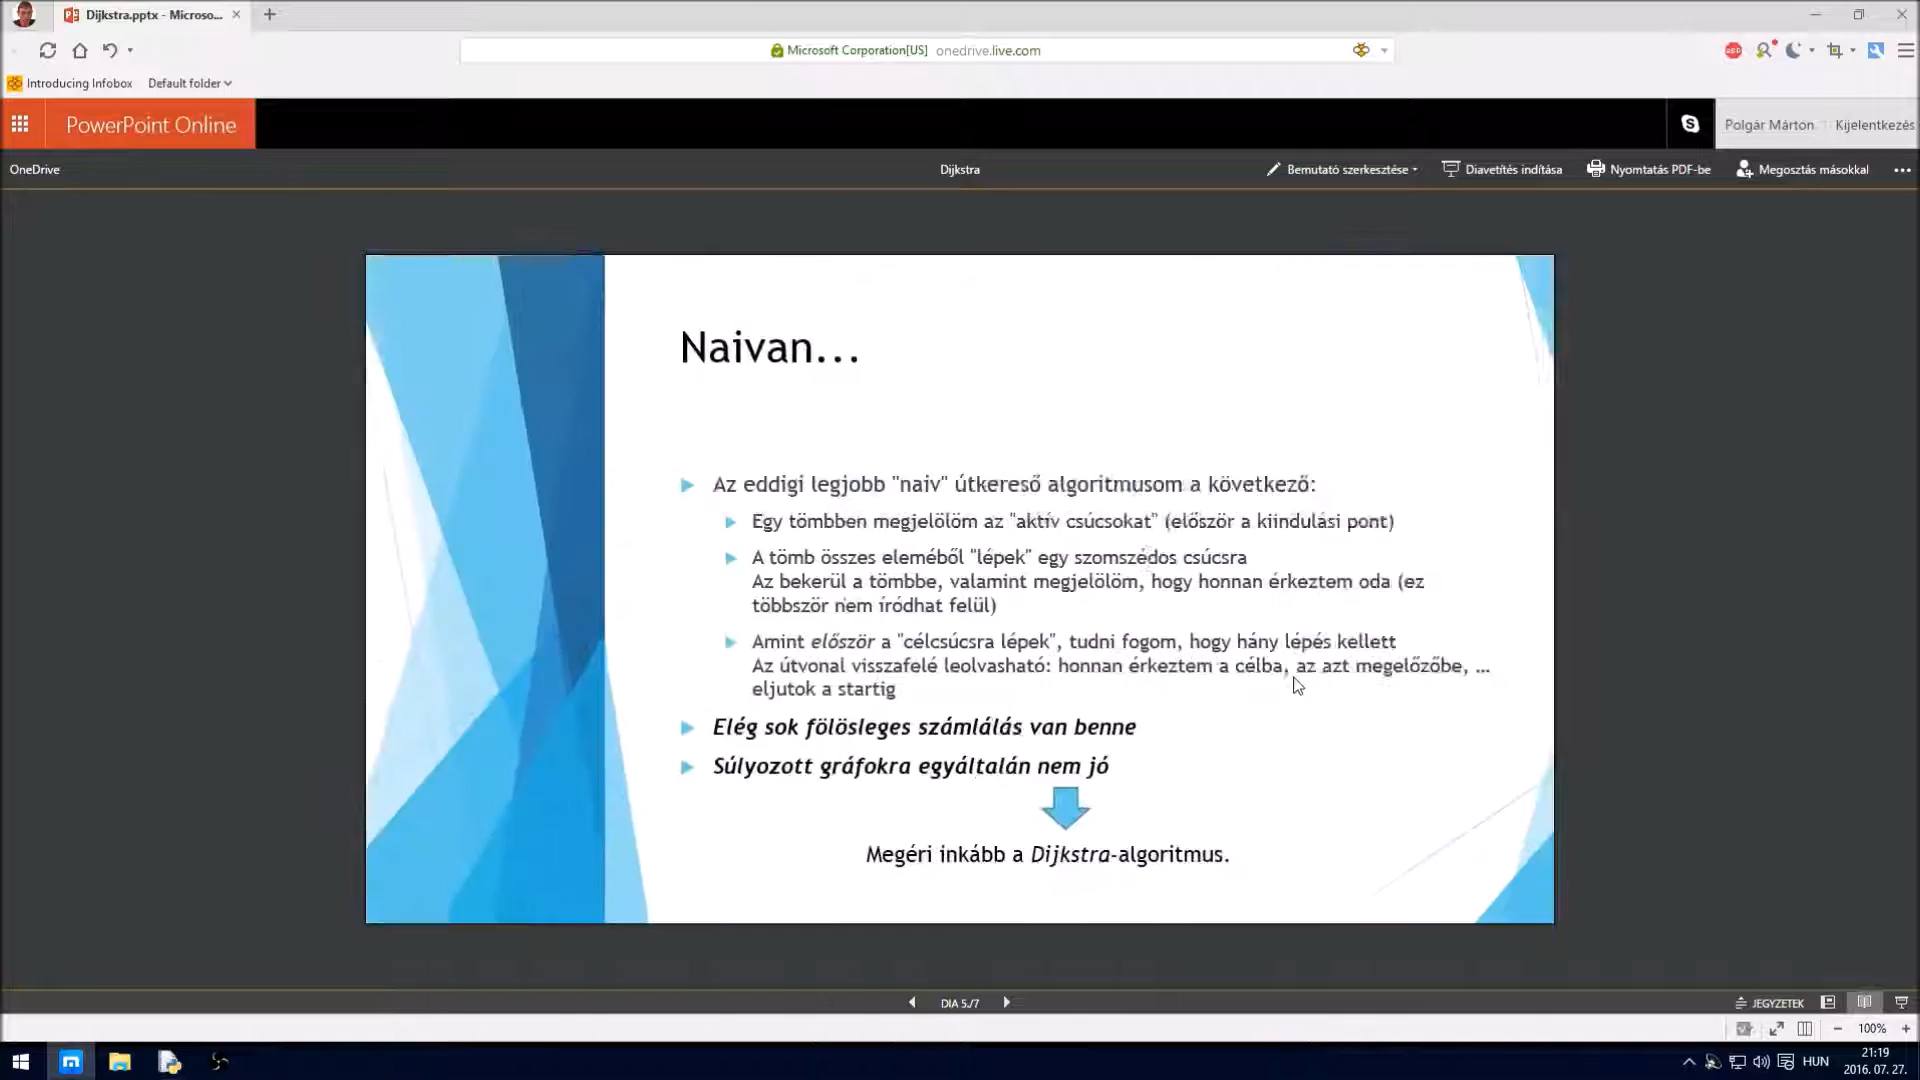 Dijkstra.pptx - Microso...
Microsoft Corporation[US] onedrive.live.com
Introducing Infobox Default folder
PowerPoint Online
Polgár Márton Kijelentkezés
OneDrive Dijkstra Bemutató szerkesztése Diavetítés indítása Nyomtatás PDF-be Megosztás másokkal
Naivan...
Az eddigi legjobb "naiv" útkereső algoritmusom a következő:
Egy tömbben megjelölöm az "aktív csúcsokat" (először a kiindulási pont)
A tömb összes eleméből "lépek" egy szomszédos csúcsra
Az bekerül a tömbbe, valamint megjelölöm, hogy honnan érkeztem oda (ez
többször nem íródhat felül)
Amint először a "célcsúcsra lépek", tudni fogom, hogy hány lépés kellett
Az útvonal visszafelé leolvasható: honnan érkeztem a célba, az azt megelőzőbe, ...
eljutok a startig
Elég sok fölösleges számlálás van benne
Súlyozott gráfokra egyáltalán nem jó
Megéri inkább a Dijkstra-algoritmus.
DIA 5./7 JEGYZETEK
100%
HUN 21:19
2016. 07. 27.